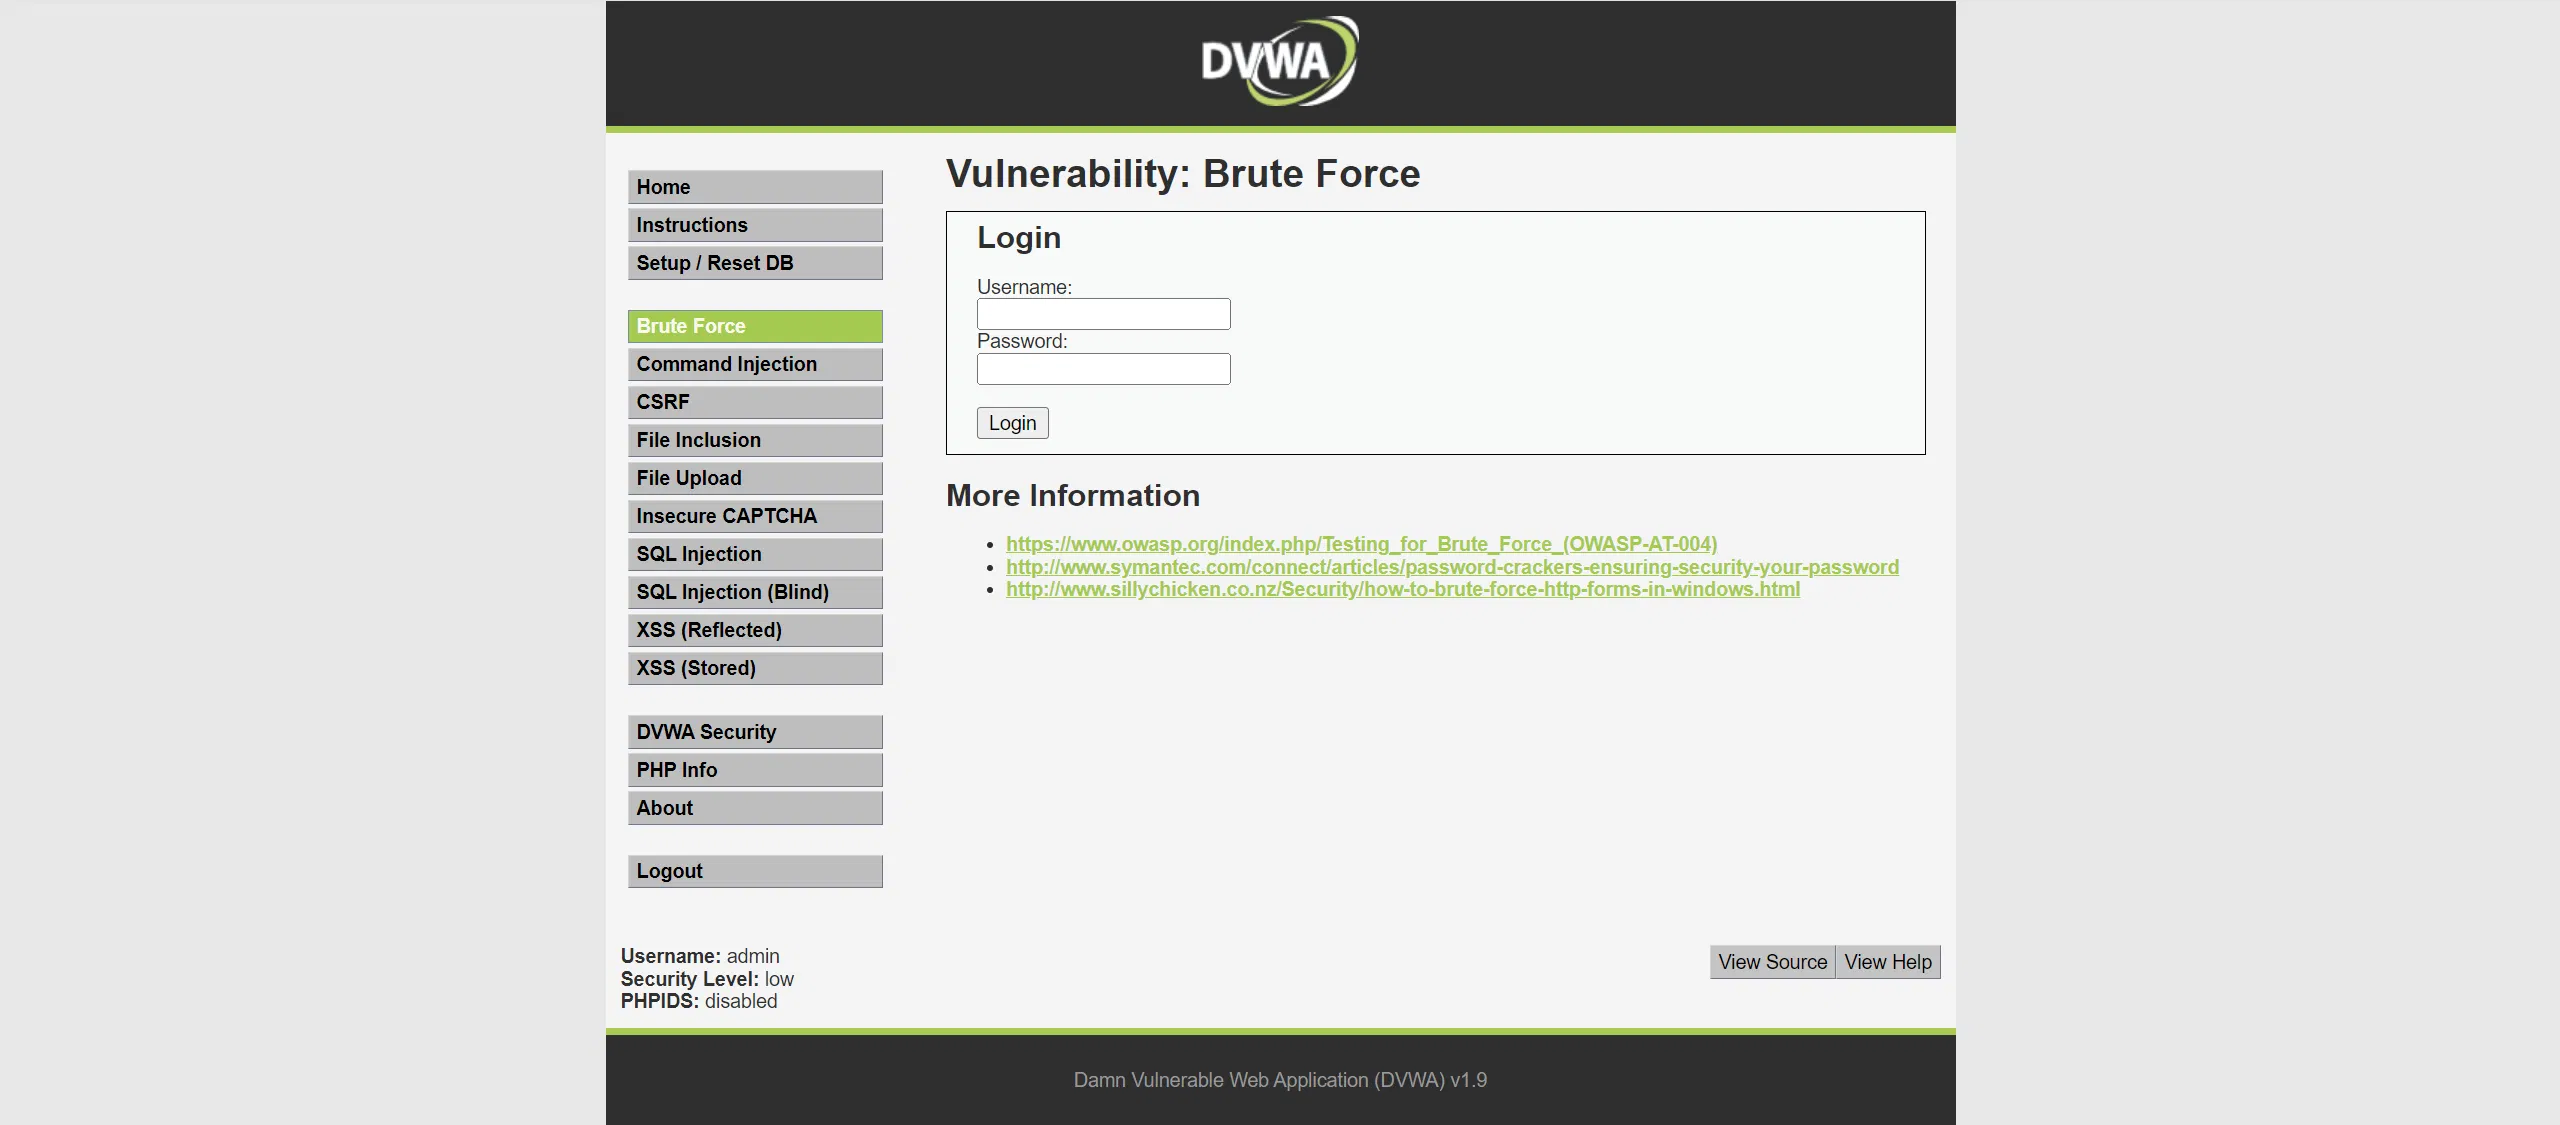 DVWA
Home
Instructions
Setup / Reset DB
Brute Force
Command Injection
CSRF
File Inclusion
File Upload
Insecure CAPTCHA
SQL Injection
SQL Injection (Blind)
XSS (Reflected)
XSS (Stored)
DVWA Security
PHP Info
About
Logout
Vulnerability: Brute Force
Login
Username:
Password:
Login
More Information
https://www.owasp.org/index.php/Testing_for_Brute_Force_(OWASP-AT-004)
http://www.symantec.com/connect/articles/password-crackers-ensuring-security-your-password
http://www.sillychicken.co.nz/Security/how-to-brute-force-http-forms-in-windows.html
Username: admin
Security Level: low
PHPIDS: disabled
View Source
View Help
Damn Vulnerable Web Application (DVWA) v1.9